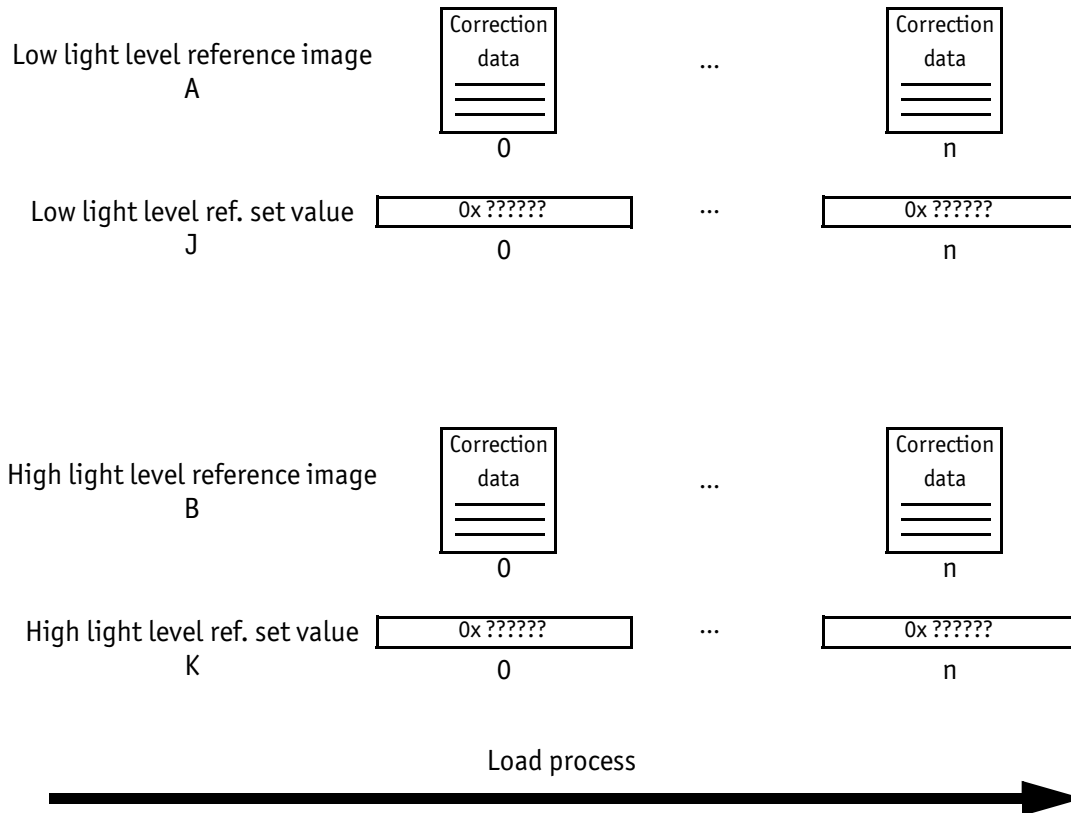 Low light level reference image
A
Correction
data
0
...
Correction
data
n
Low light level ref. set value
J
0x ??????
0
...
0x ??????
n
High light level reference image
B
Correction
data
0
...
Correction
data
n
High light level ref. set value
K
0x ??????
0
...
0x ??????
n
Load process